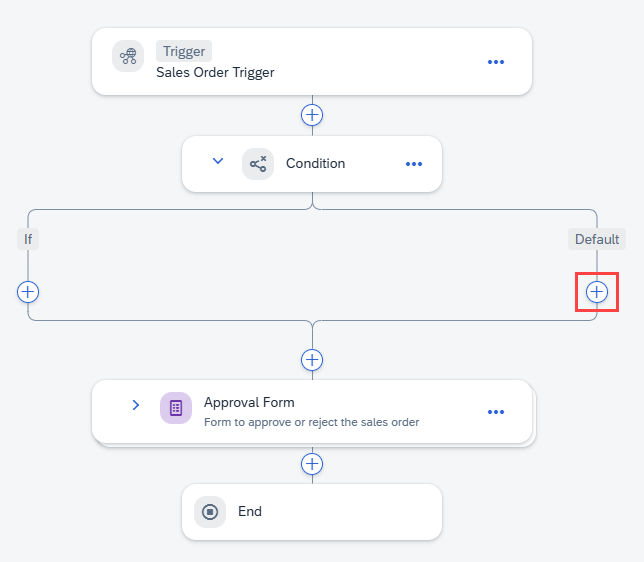 Trigger
Sales Order Trigger
Condition
If
Default
Approval Form
Form to approve or reject the sales order
End